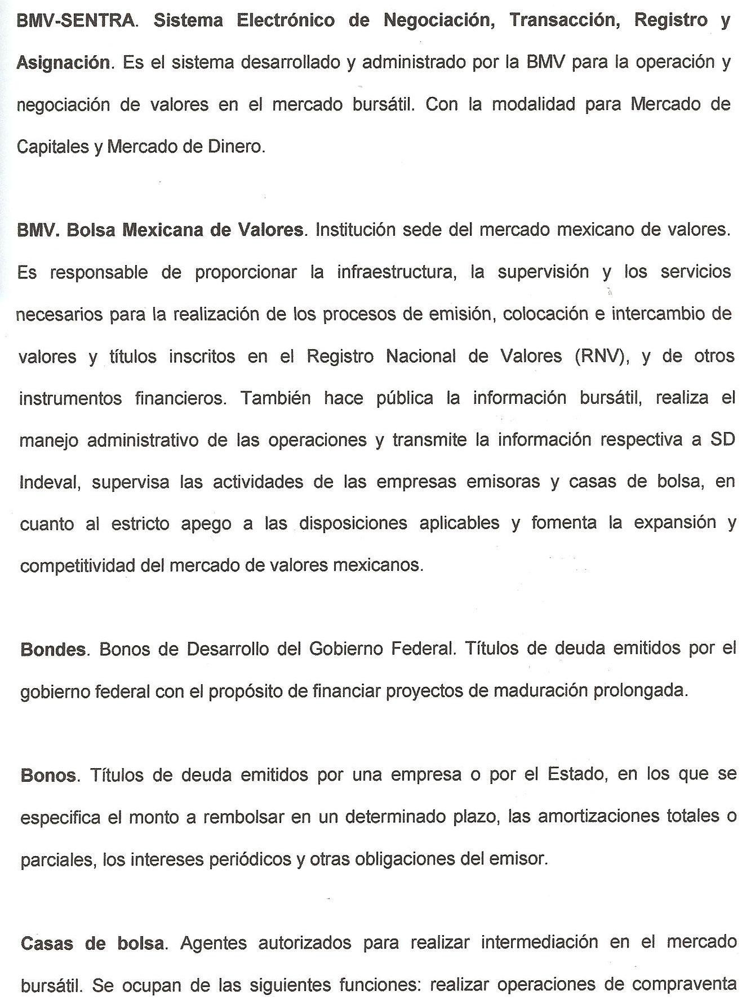 BMV-SENTRA. Sistema Electrónico de Negociación, Transacción, Registro y
Asignación. Es el sistema desarrollado y administrado por la BMV para la operación y
negociación de valores en el mercado bursátil. Con la modalidad para Mercado de
Capitales y Mercado de Dinero.
BMV. Bolsa Mexicana de Valores. Institución sede del mercado mexicano de valores.
Es responsable de proporcionar la infraestructura, la supervisión y los servicios
necesarios para la realización de los procesos de emisión, colocación e intercambio de
valores y títulos inscritos en el Registro Nacional de Valores (RNV), y de otros
instrumentos financieros. También hace pública la información bursátil, realiza el
manejo administrativo de las operaciones y transmite la información respectiva a SD
Indeval, supervisa las actividades de las empresas emisoras y casas de bolsa, en
cuanto al estricto apego a las disposiciones aplicables y fomenta la expansión y
competitividad del mercado de valores mexicanos.
Bondes. Bonos de Desarrollo del Gobierno Federal. Títulos de deuda emitidos por el
gobierno federal con el propósito de financiar proyectos de maduración prolongada.
Bonos. Títulos de deuda emitidos por una empresa o por el Estado, en los que se
especifica el monto a rembolsar en un determinado plazo, las amortizaciones totales o
parciales, los intereses periódicos y otras obligaciones del emisor.
Casas de bolsa. Agentes autorizados para realizar intermediación en el mercado
bursátil. Se ocupan de las siguientes funciones: realizar operaciones de compraventa